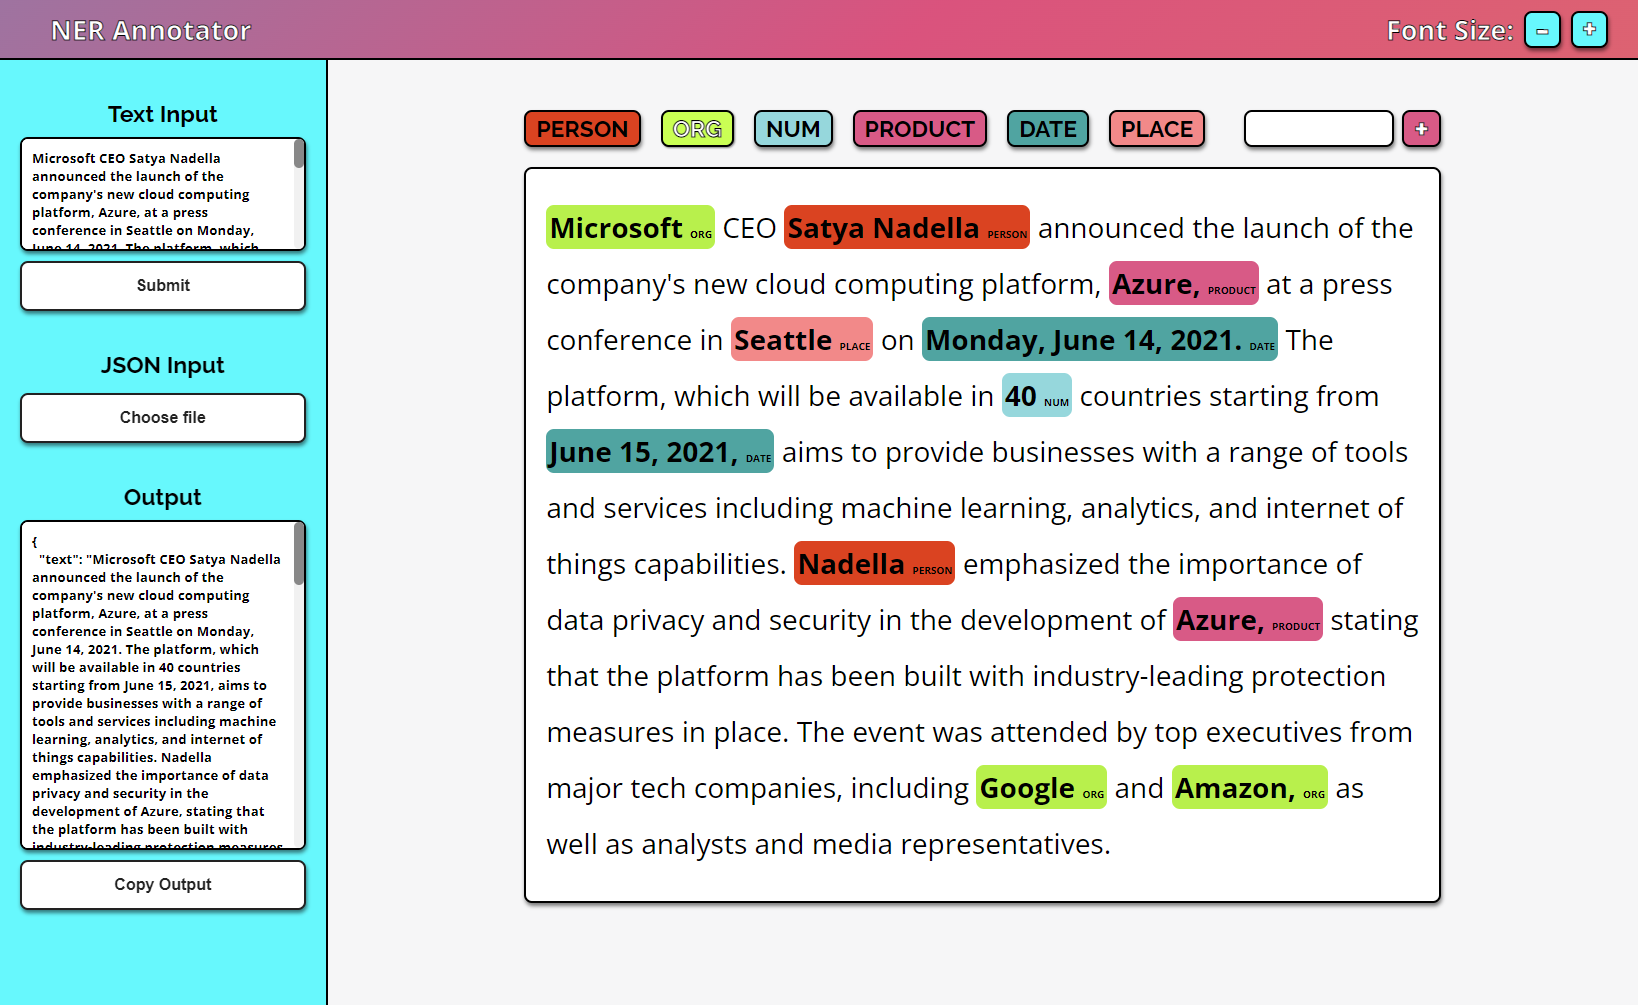 NER Annotator
Font Size: - +
Text Input
Microsoft CEO Satya Nadella
announced the launch of the
company's new cloud computing
platform, Azure, at a press
conference in Seattle on Monday,
June 14, 2021. The platform, which
Submit
JSON Input
Choose file
Output
{
"text": "Microsoft CEO Satya Nadella
announced the launch of the
company's new cloud computing
platform, Azure, at a press
conference in Seattle on Monday,
June 14, 2021. The platform, which
will be available in 40 countries
starting from June 15, 2021, aims to
provide businesses with a range of
tools and services including machine
learning, analytics, and internet of
things capabilities. Nadella
emphasized the importance of data
privacy and security in the
development of Azure, stating that
the platform has been built with
industry-leading protection measures
Copy Output
PERSON ORG NUM PRODUCT DATE PLACE +
Microsoft ORG CEO Satya Nadella PERSON announced the launch of the
company's new cloud computing platform, Azure, PRODUCT at a press
conference in Seattle PLACE on Monday, June 14, 2021. DATE The
platform, which will be available in 40 NUM countries starting from
June 15, 2021, DATE aims to provide businesses with a range of tools
and services including machine learning, analytics, and internet of
things capabilities. Nadella PERSON emphasized the importance of
data privacy and security in the development of Azure, PRODUCT stating
that the platform has been built with industry-leading protection
measures in place. The event was attended by top executives from
major tech companies, including Google ORG and Amazon, ORG as
well as analysts and media representatives.